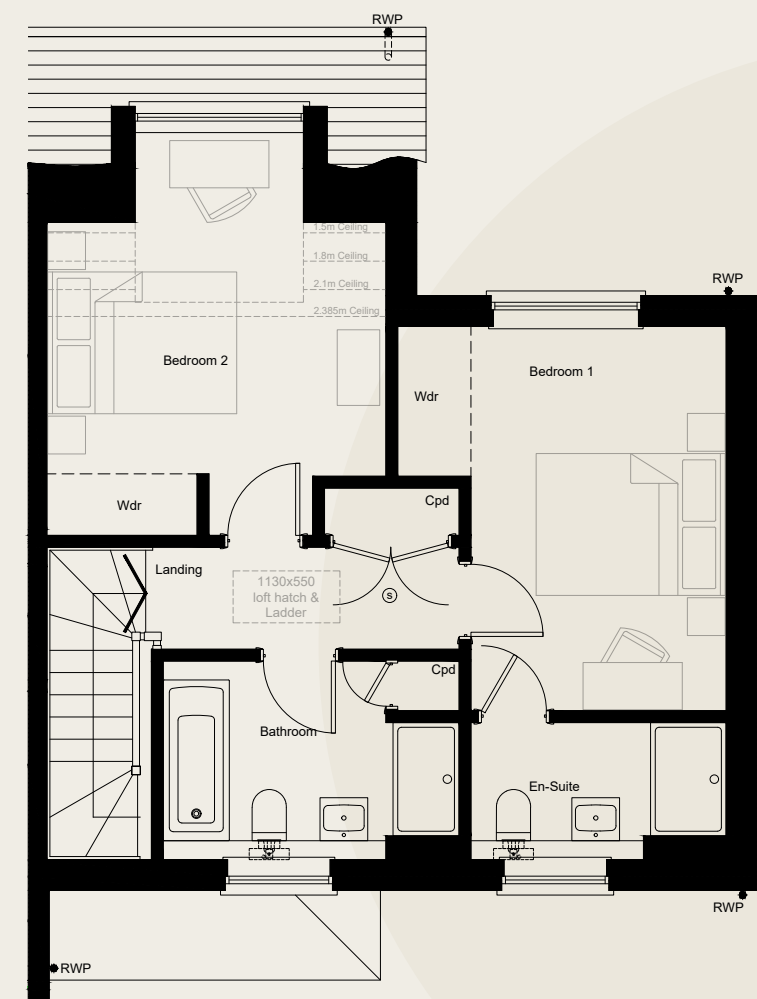 RWP
1.5m Ceiling
1.8m Ceiling
2.1m Ceiling
2.385m Ceiling
RWP
Bedroom 2
Bedroom 1
Wdr
Wdr
Cpd
Landing
1130x550
loft hatch &
Ladder
S
Cpd
Bathroom
En-Suite
RWP
RWP